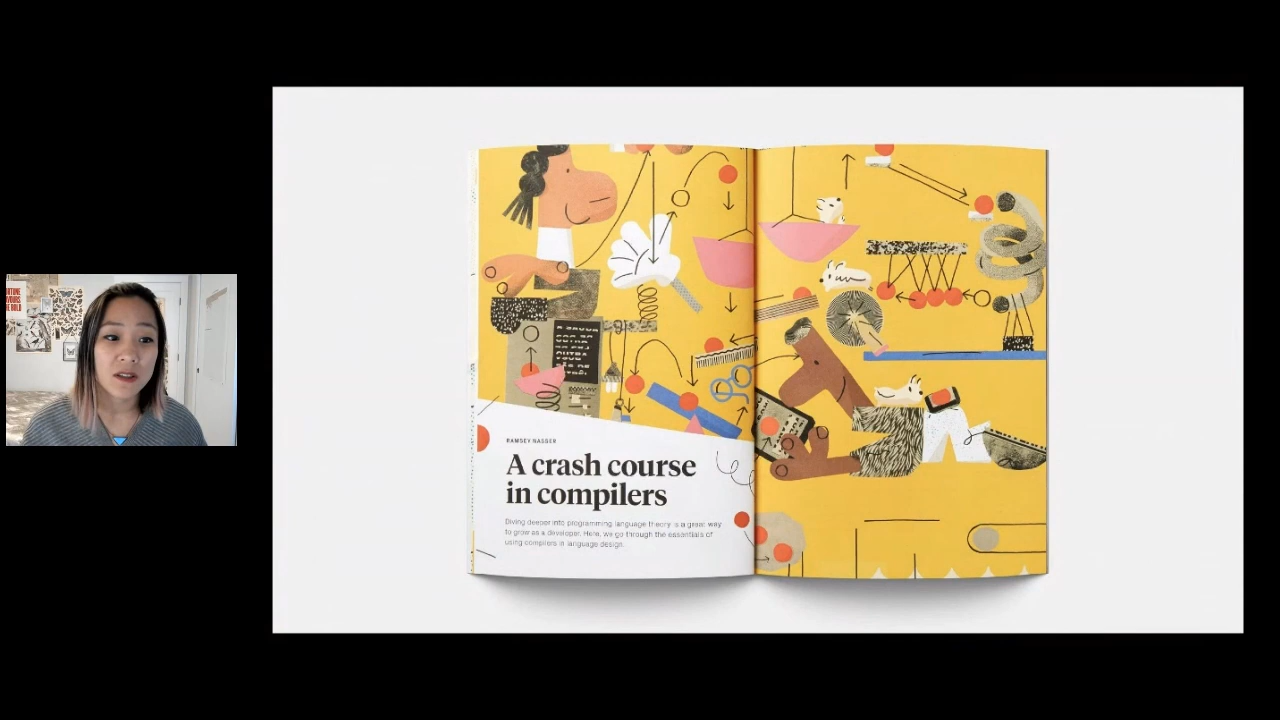 RAMSEY NASSER
A crash course
in compilers
Diving deeper into programming language theory is a great way
to grow as a developer. Here, we go through the essentials of
using compilers in language design.